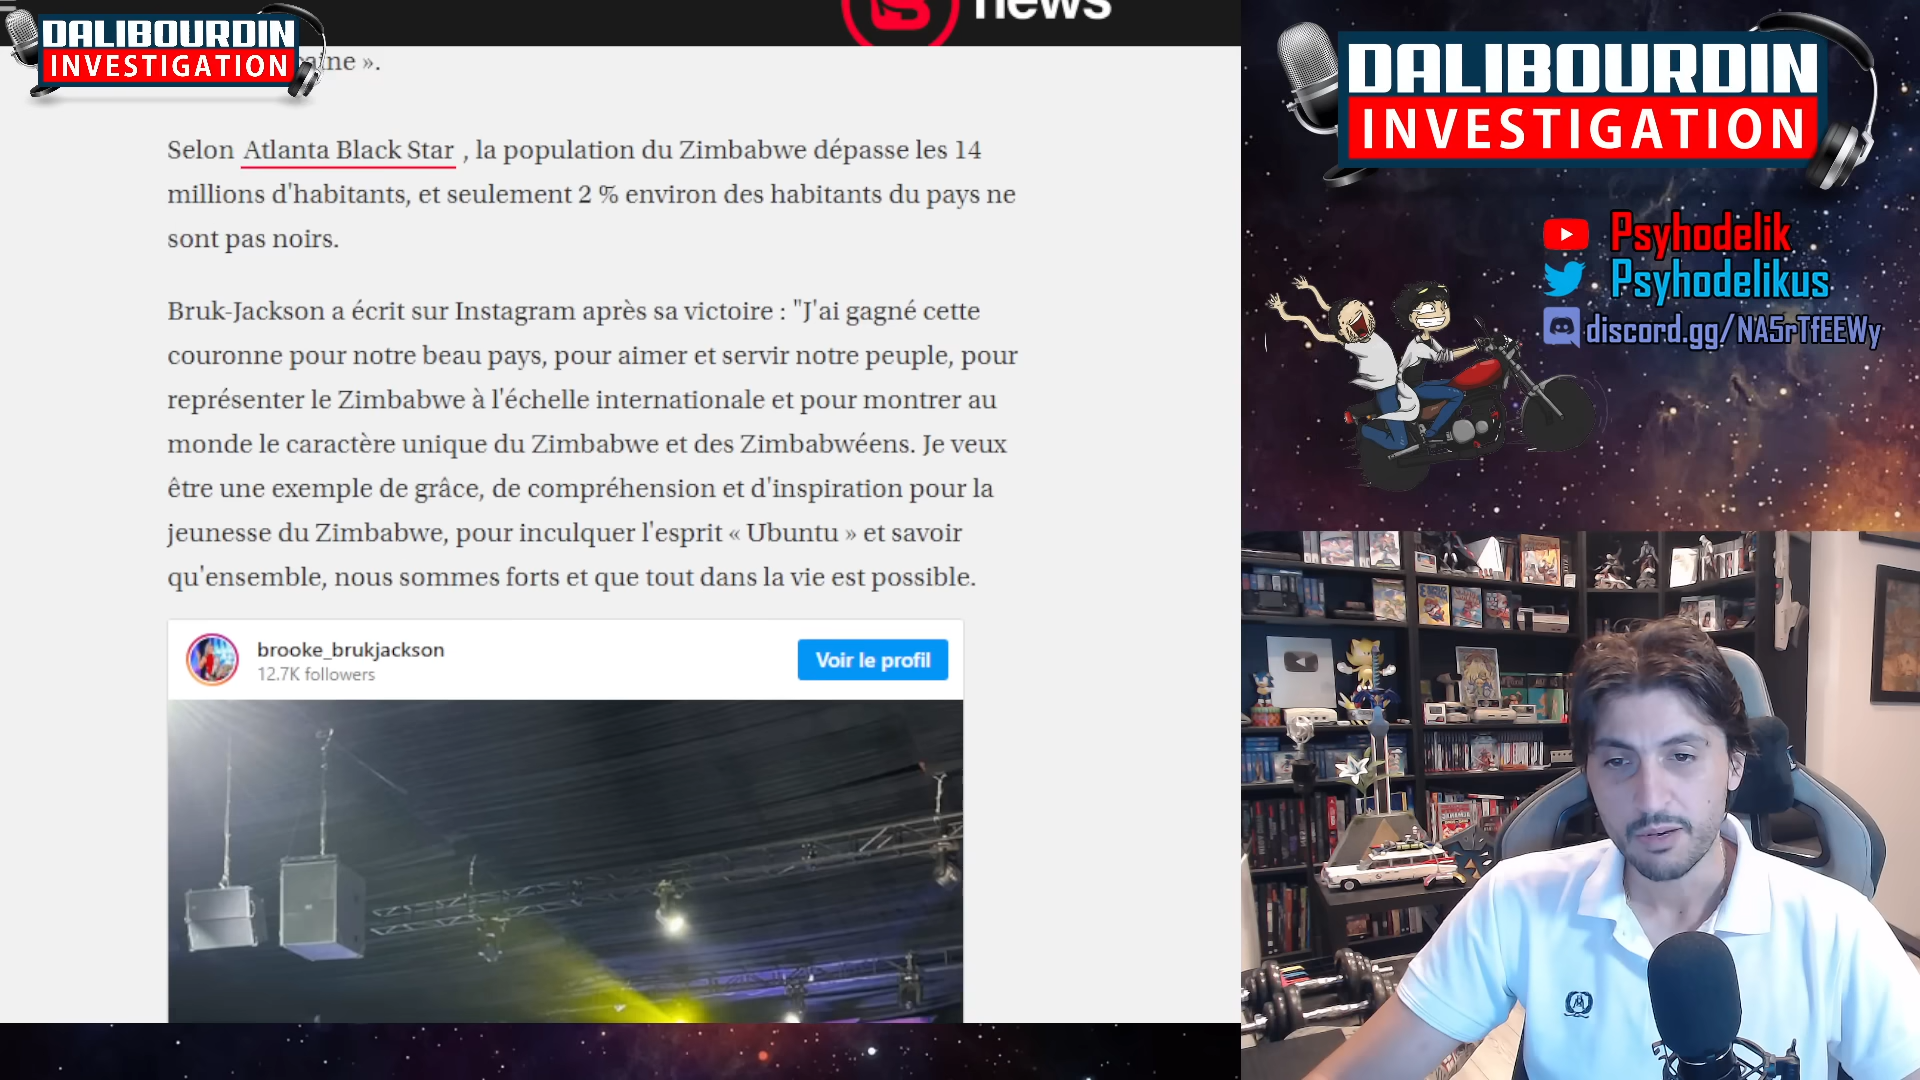 news
DALIBOURDIN
INVESTIGATION
aine ».
Selon Atlanta Black Star , la population du Zimbabwe dépasse les 14
millions d'habitants, et seulement 2 % environ des habitants du pays ne
sont pas noirs.
Bruk-Jackson a écrit sur Instagram après sa victoire : "J'ai gagné cette
couronne pour notre beau pays, pour aimer et servir notre peuple, pour
représenter le Zimbabwe à l'échelle internationale et pour montrer au
monde le caractère unique du Zimbabwe et des Zimbabwéens. Je veux
être une exemple de grâce, de compréhension et d'inspiration pour la
jeunesse du Zimbabwe, pour inculquer l'esprit « Ubuntu » et savoir
qu'ensemble, nous sommes forts et que tout dans la vie est possible.
brooke_brukjackson
12.7K followers
Voir le profil
DALIBOURDIN
INVESTIGATION
Psyhodelik
Psyhodelikus
discord.gg/NA5rTfEEWy